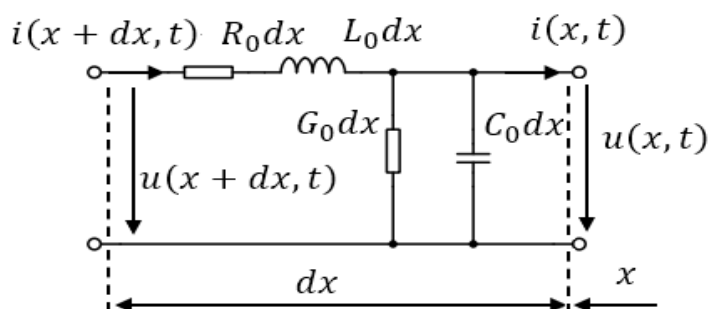 i(x + dx, t) R₀dx L₀dx i(x, t)
G₀dx C₀dx
u(x + dx, t) u(x, t)
dx x